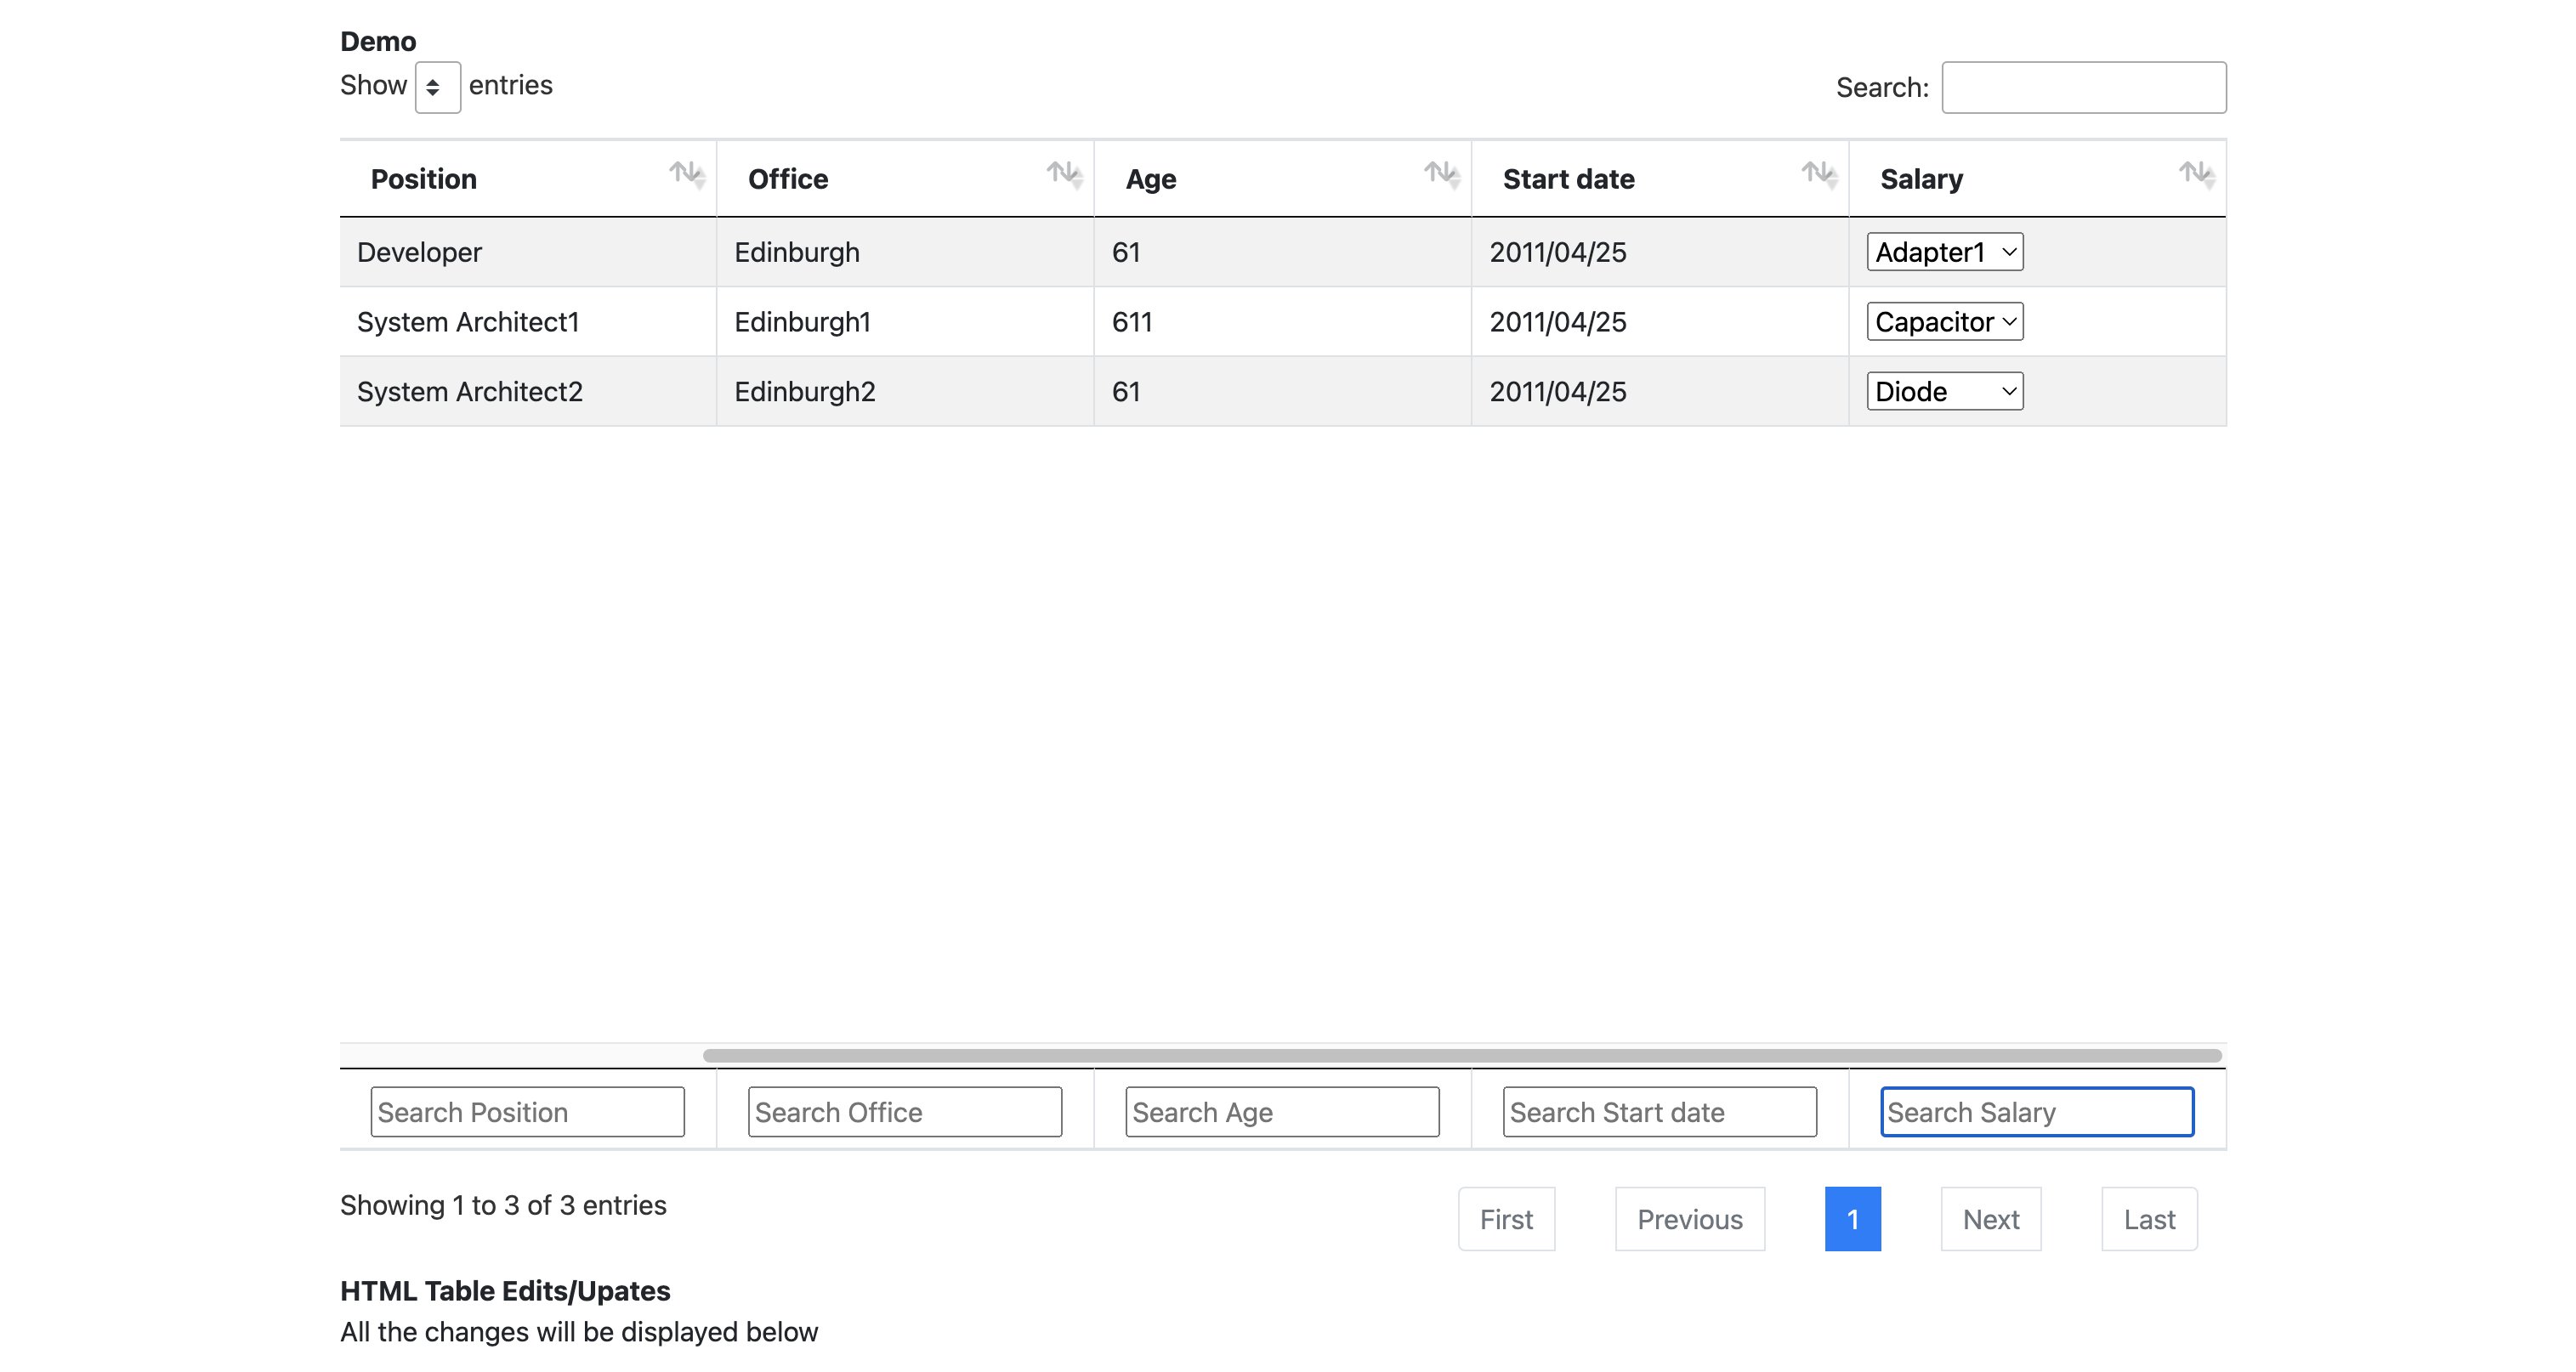 Demo
Show entries
Search:
Position Office Age Start date Salary
Developer Edinburgh 61 2011/04/25 Adapter1
System Architect1 Edinburgh1 611 2011/04/25 Capacitor
System Architect2 Edinburgh2 61 2011/04/25 Diode
Search Position Search Office Search Age Search Start date Search Salary
Showing 1 to 3 of 3 entries
First Previous 1 Next Last
HTML Table Edits/Upates
All the changes will be displayed below